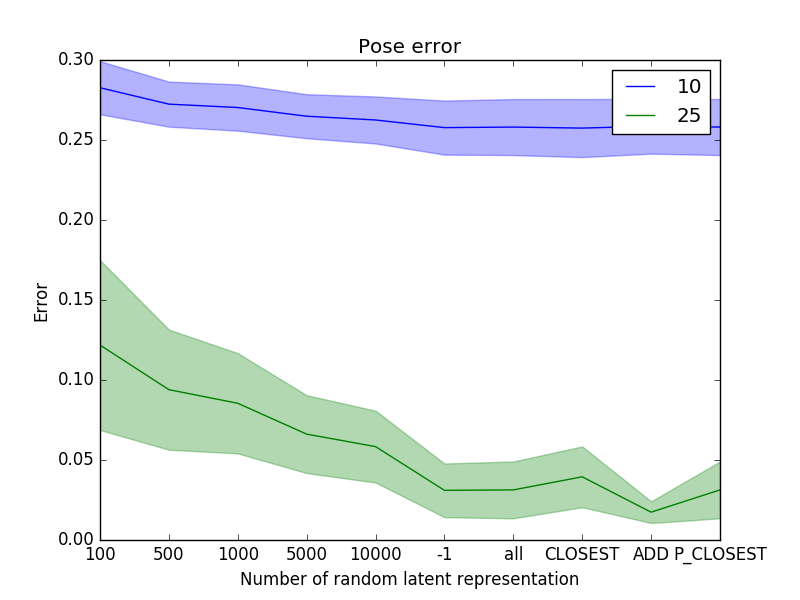 Pose error
10
25
0.30
0.25
0.20
0.15
0.10
0.05
0.00
Error
100 500 1000 5000 10000 -1 all CLOSEST ADD P_CLOSEST
Number of random latent representation